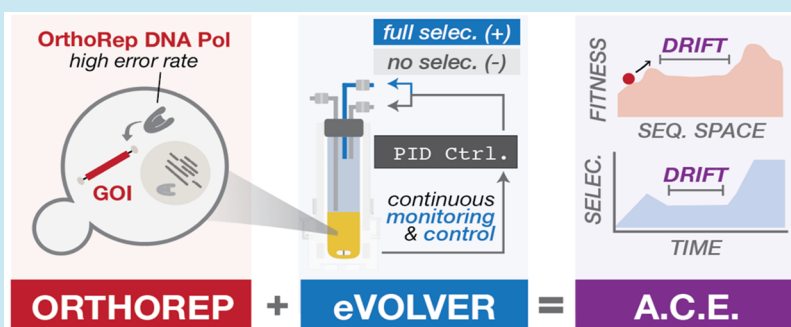 OrthoRep DNA Pol
high error rate
GOI
ORTHOREP
+
full selec. (+)
no selec. (-)
PID Ctrl.
continuous
monitoring
& control
eVOLVER
=
FITNESS
DRIFT
SEQ. SPACE
SELEC.
DRIFT
TIME
A.C.E.